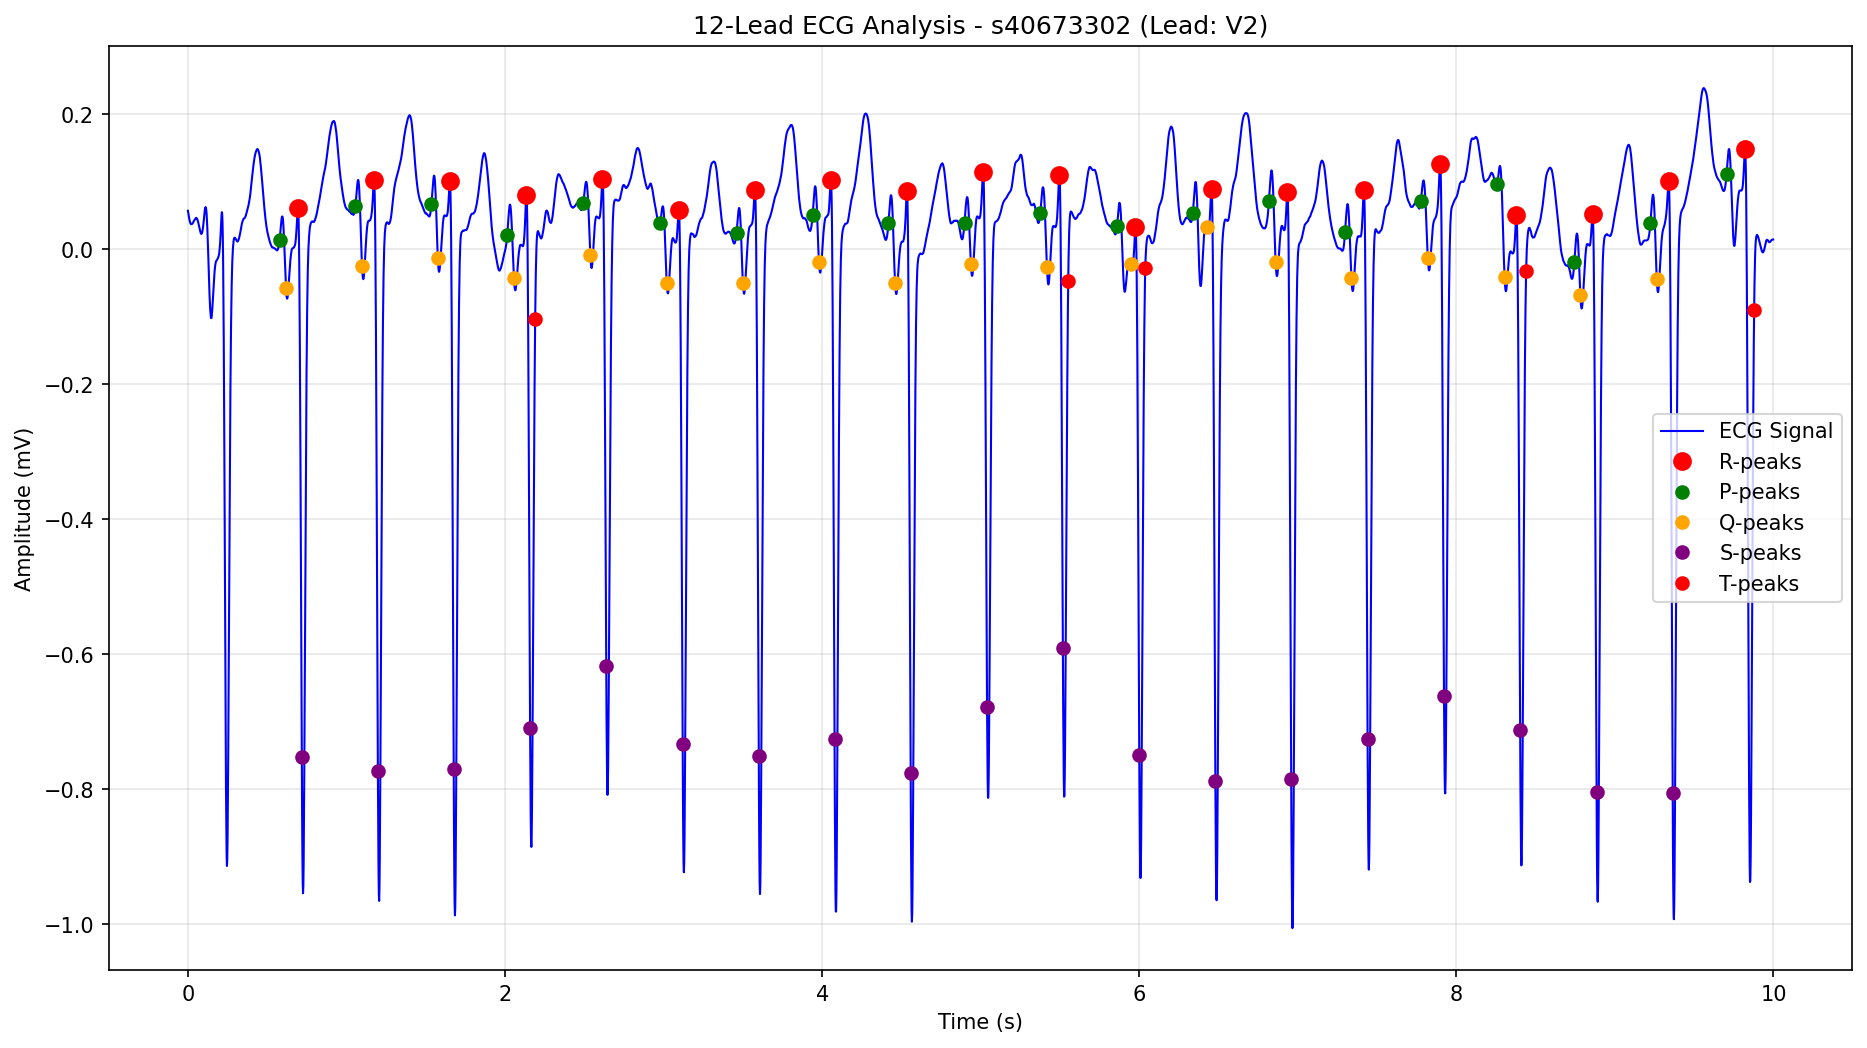 12-Lead ECG Analysis - s40673302 (Lead: V2)
Amplitude (mV)
0.2
0.0
−0.2
−0.4
−0.6
−0.8
−1.0
ECG Signal
R-peaks
P-peaks
Q-peaks
S-peaks
T-peaks
0 2 4 6 8 10
Time (s)